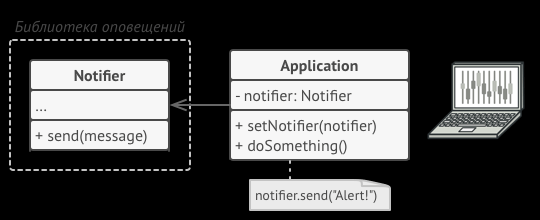 Библиотека оповещений
Notifier
...
+ send(message)
Application
- notifier: Notifier
+ setNotifier(notifier)
+ doSomething()
notifier.send("Alert!")